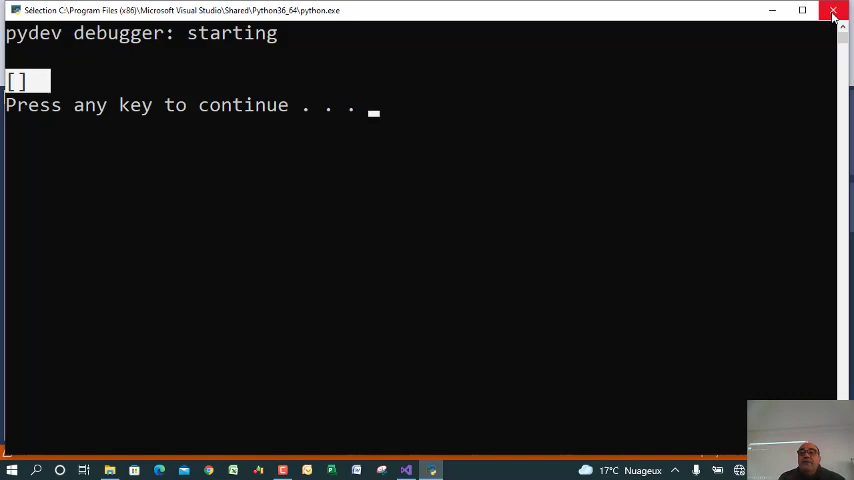 Sélection C:\Program Files (x86)\Microsoft Visual Studio\Shared\Python36_64\python.exe
pydev debugger: starting
[]
Press any key to continue . . .
17°C Nuageux